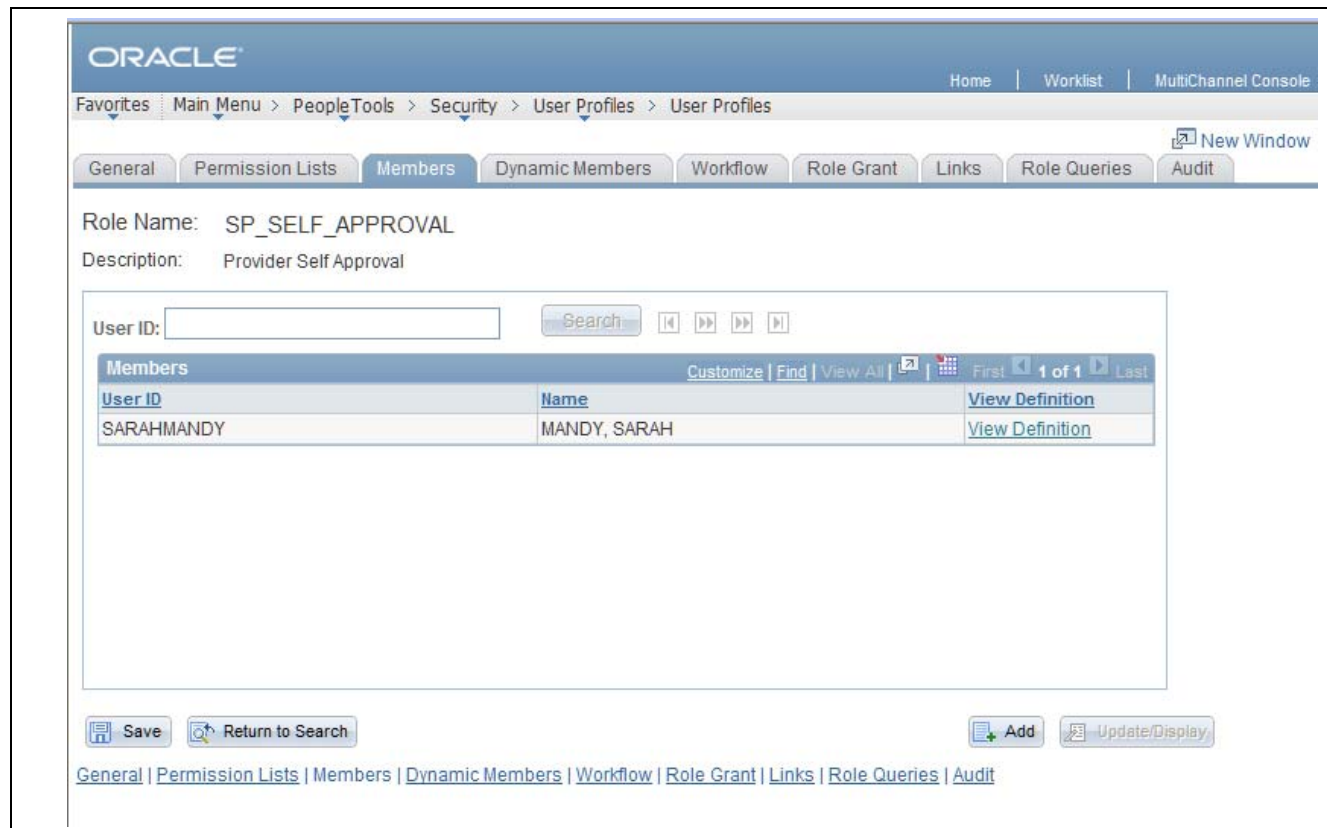 ORACLE
Home | Worklist | MultiChannel Console
Favorites Main Menu > PeopleTools > Security > User Profiles > User Profiles
New Window
General Permission Lists Members Dynamic Members Workflow Role Grant Links Role Queries Audit
Role Name: SP_SELF_APPROVAL
Description: Provider Self Approval
User ID: Search
Members Customize | Find | View All | | First 1 of 1 Last
User ID Name View Definition
SARAHMANDY MANDY, SARAH View Definition
Save Return to Search Add Update/Display
General | Permission Lists | Members | Dynamic Members | Workflow | Role Grant | Links | Role Queries | Audit